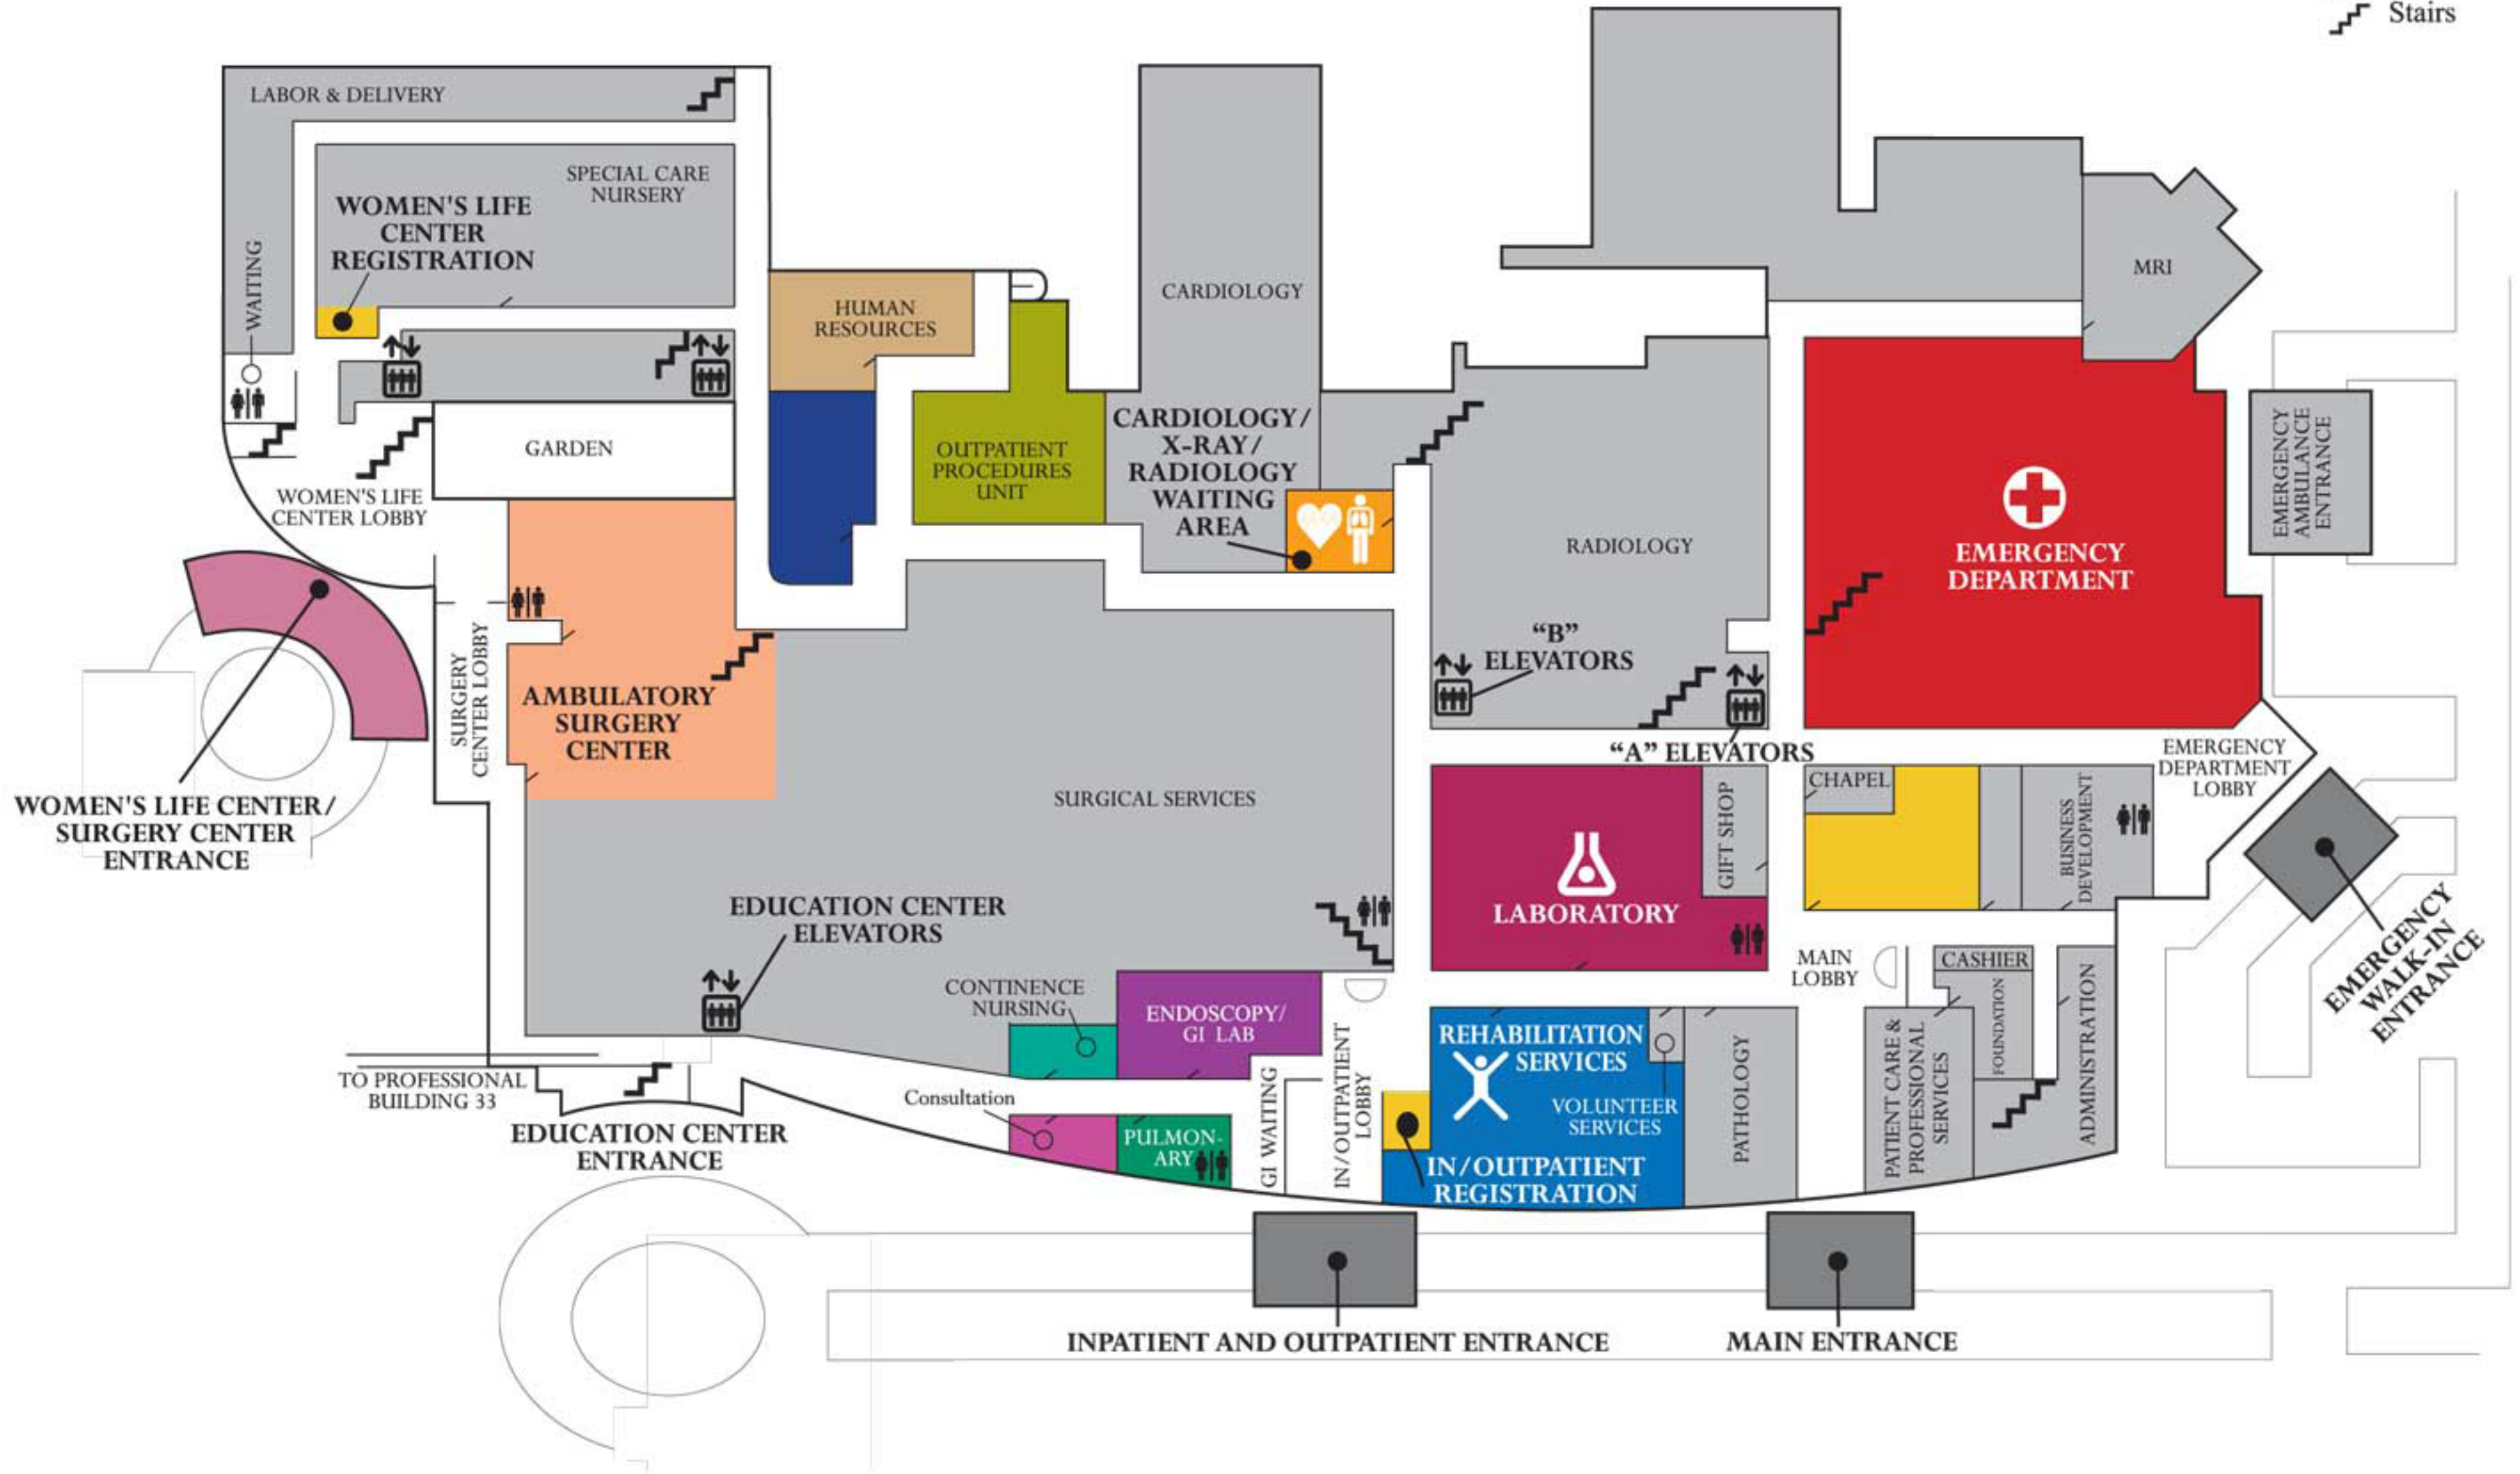 Stairs
LABOR & DELIVERY
SPECIAL CARE
NURSERY
WOMEN'S LIFE
CENTER
REGISTRATION
WAITING
HUMAN
RESOURCES
CARDIOLOGY
MRI
GARDEN
WOMEN'S LIFE
CENTER LOBBY
OUTPATIENT
PROCEDURES
UNIT
CARDIOLOGY/
X-RAY/
RADIOLOGY
WAITING
AREA
RADIOLOGY
EMERGENCY
DEPARTMENT
EMERGENCY
AMBULANCE
ENTRANCE
SURGERY
CENTER LOBBY
AMBULATORY
SURGERY
CENTER
“B”
ELEVATORS
“A” ELEVATORS
EMERGENCY
DEPARTMENT
LOBBY
WOMEN'S LIFE CENTER/
SURGERY CENTER
ENTRANCE
SURGICAL SERVICES
GIFT SHOP
CHAPEL
BUSINESS
DEVELOPMENT
LABORATORY
EDUCATION CENTER
ELEVATORS
EMERGENCY
WALK-IN
ENTRANCE
MAIN
LOBBY
CASHIER
FOUNDATION
ADMINISTRATION
CONTINENCE
NURSING
ENDOSCOPY/
GI LAB
IN/OUTPATIENT
LOBBY
REHABILITATION
SERVICES
VOLUNTEER
SERVICES
PATHOLOGY
PATIENT CARE &
PROFESSIONAL
SERVICES
TO PROFESSIONAL
BUILDING 33
Consultation
PULMON-
ARY
GI WAITING
IN/OUTPATIENT
REGISTRATION
EDUCATION CENTER
ENTRANCE
INPATIENT AND OUTPATIENT ENTRANCE
MAIN ENTRANCE